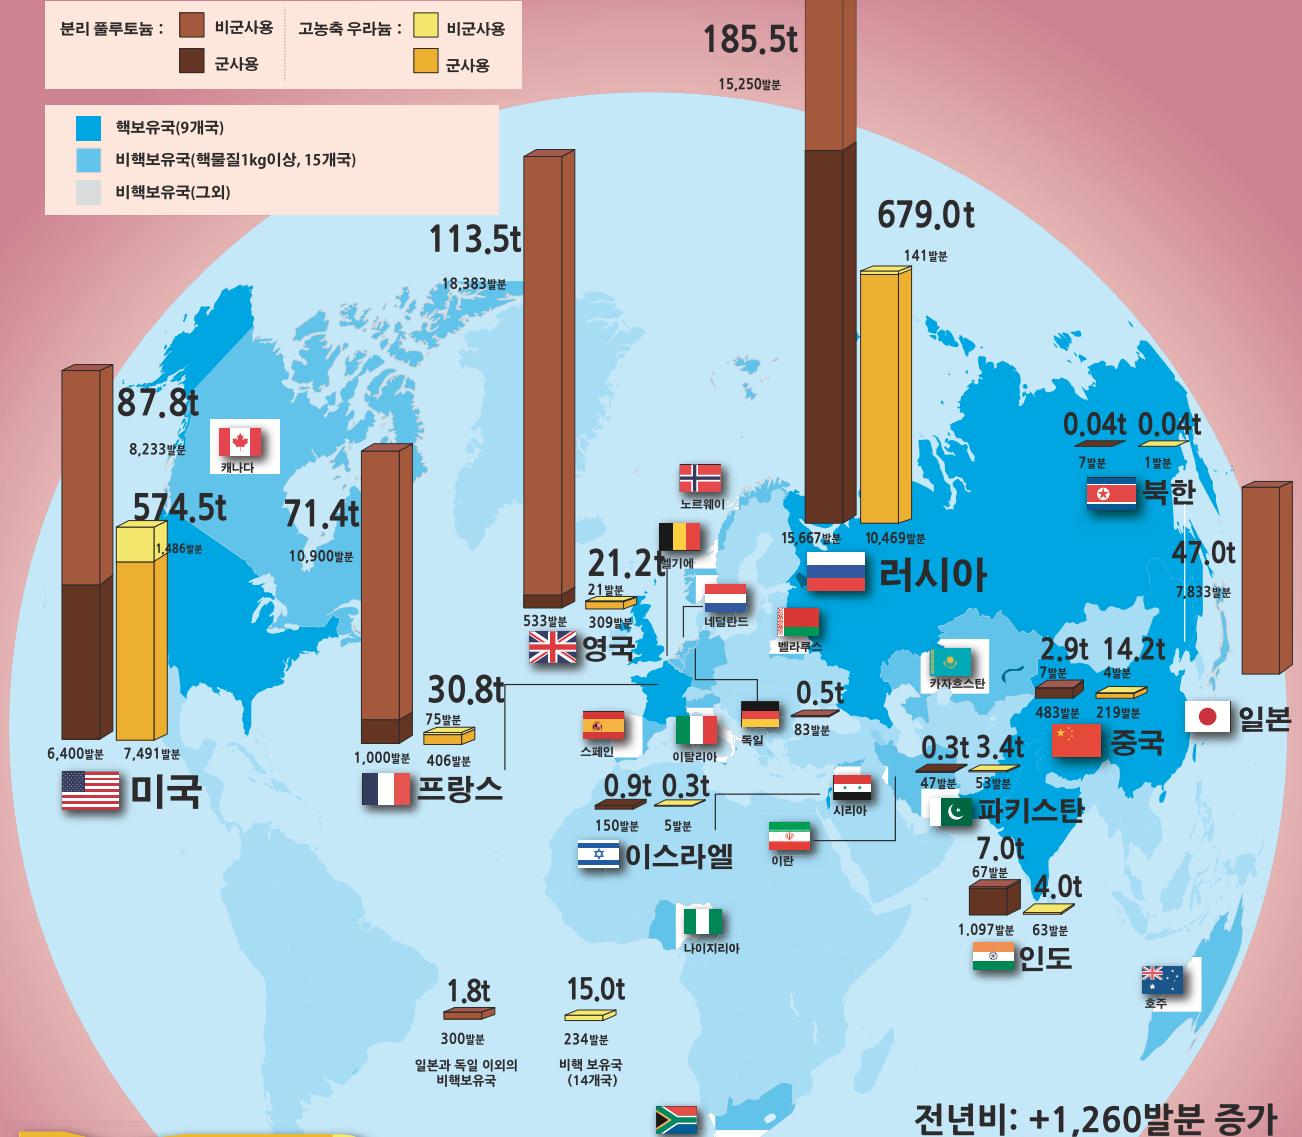 분리 풀루토늄 : 비군사용
군사용
고농축 우라늄 : 비군사용
군사용
핵보유국(9개국)
비핵보유국(핵물질1kg이상, 15개국)
비핵보유국(그외)
185.5t
15,250발분
679.0t
141발분
15,667발분
10,469발분
러시아
113.5t
18,383발분
21.2t
21발분
533발분
309발분
영국
87.8t
8,233발분
574.5t
1,486발분
6,400발분
7,491발분
미국
캐나다
71.4t
10,900발분
30.8t
75발분
1,000발분
406발분
프랑스
노르웨이
벨기에
네덜란드
벨라루스
0.04t
7발분
0.04t
1발분
북한
47.0t
7,833발분
일본
카자흐스탄
2.9t
7발분
14.2t
4발분
483발분
219발분
중국
스페인
이탈리아
독일
0.5t
83발분
0.3t
47발분
3.4t
53발분
파키스탄
0.9t
150발분
0.3t
5발분
이스라엘
시리아
이란
7.0t
67발분
4.0t
1.097발분
63발분
인도
나이지리아
호주
1.8t
300발분
일본과 독일 이외의
비핵보유국
15.0t
234발분
비핵 보유국
(14개국)
전년비: +1,260발분 증가